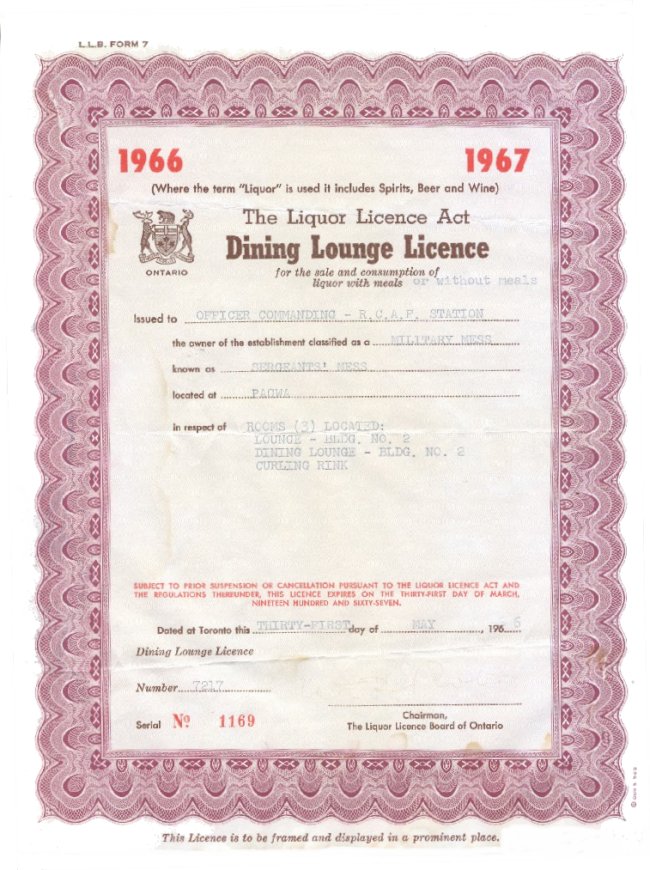 L.L.B. FORM 7
1966 1967
(Where the term "Liquor" is used it includes Spirits, Beer and Wine)
The Liquor Licence Act
Dining Lounge Licence
ONTARIO
for the sale and consumption of
liquor with meals or without meals
Issued to OFFICER COMMANDING - R.C.A.F. STATION
the owner of the establishment classified as a MILITARY MESS
known as SERGEANTS' MESS
located at PAGWA
in respect of ROOMS (3) LOCATED:
LOUNGE - BLDG. NO. 2
DINING LOUNGE - BLDG. NO. 2
CURLING RINK
SUBJECT TO PRIOR SUSPENSION OR CANCELLATION PURSUANT TO THE LIQUOR LICENCE ACT AND
THE REGULATIONS THEREUNDER, THIS LICENCE EXPIRES ON THE THIRTY-FIRST DAY OF MARCH,
NINETEEN HUNDRED AND SIXTY-SEVEN.
Dated at Toronto this THIRTY-FIRST day of MAY, 196 6
Dining Lounge Licence
Number 7217
Serial Nº 1169
Chairman,
The Liquor Licence Board of Ontario
This Licence is to be framed and displayed in a prominent place.